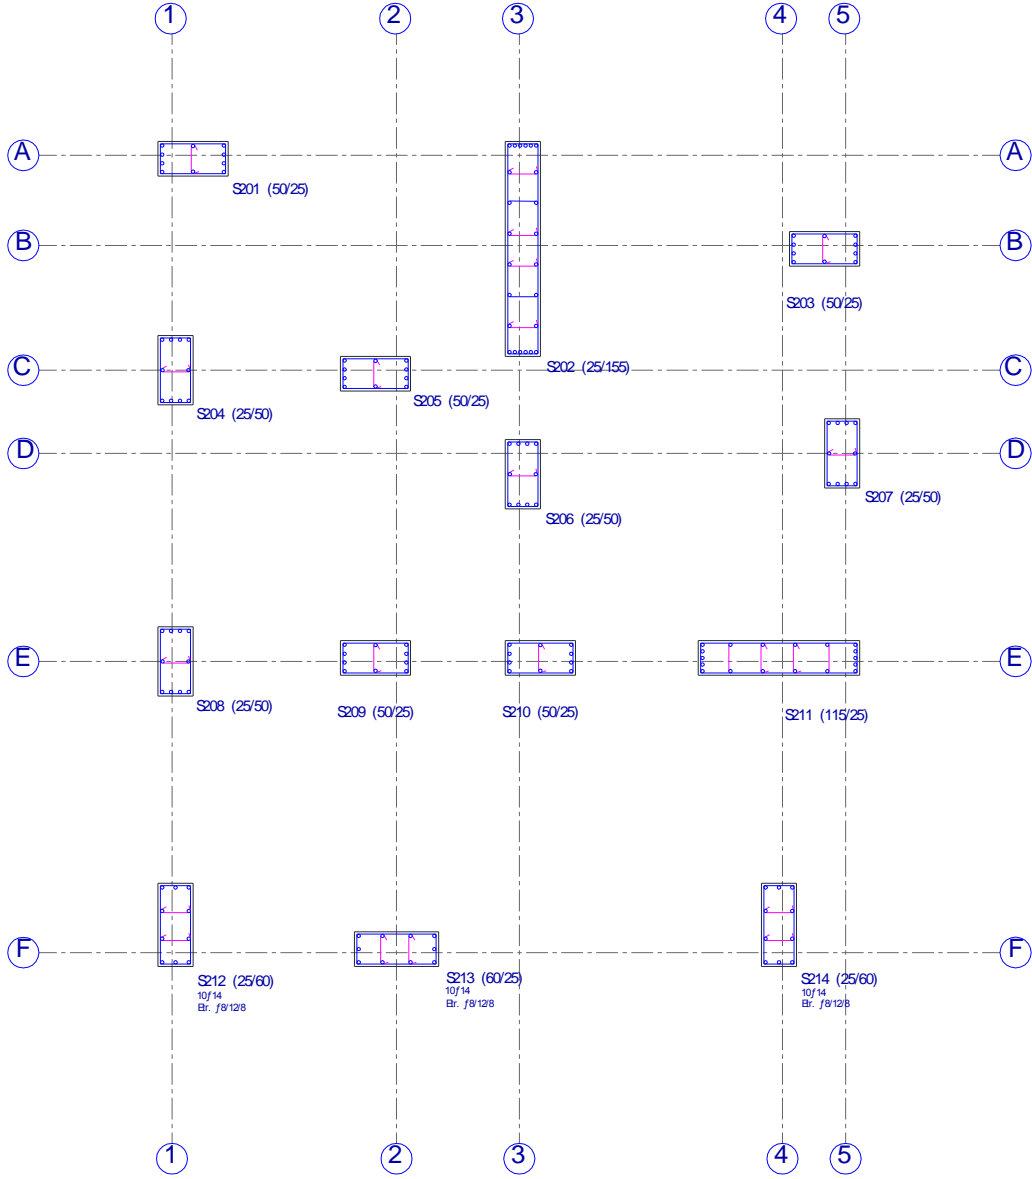 1 2 3 4 5
A A
S201 (50/25)
B B
S203 (50/25)
C C
S202 (25/155)
S205 (50/25)
S204 (25/50)
D D
S207 (25/50)
S206 (25/50)
E E
S208 (25/50)
S209 (50/25)
S210 (50/25)
S211 (115/25)
F F
S212 (25/60)
10ƒ14
Etr. ƒ8/12/8
S213 (60/25)
10ƒ14
Etr. ƒ8/12/8
S214 (25/60)
10ƒ14
Etr. ƒ8/12/8
1 2 3 4 5